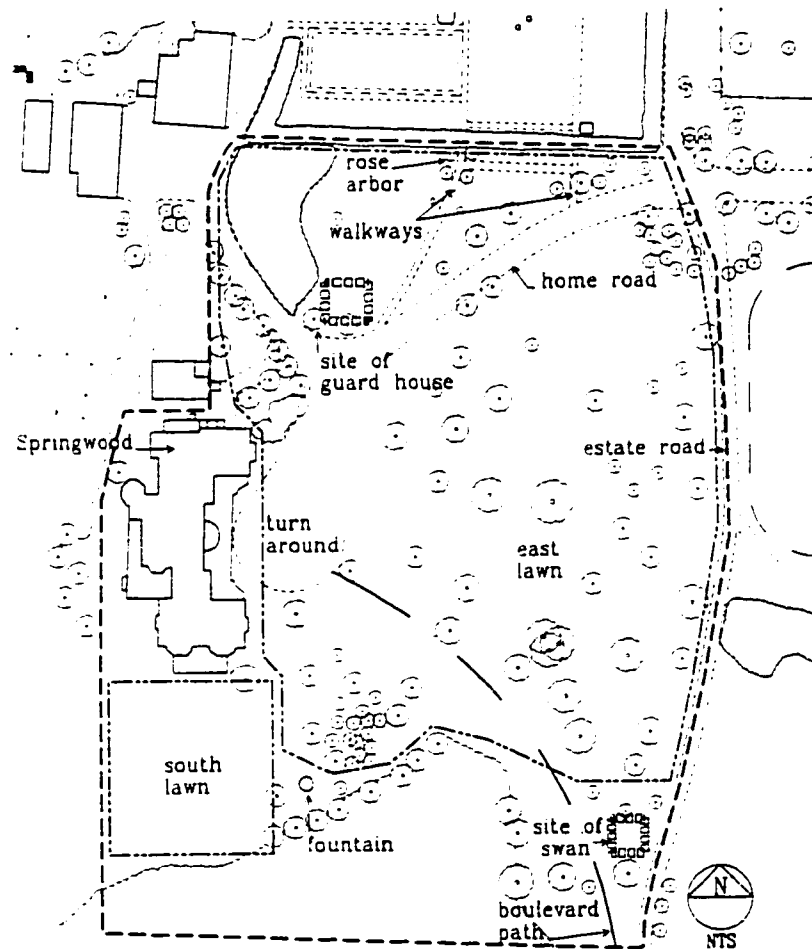 rose
arbor
walkways
home road
site of
guard house
Springwood
estate road
turn
around
east
lawn
south
lawn
site of
swan
fountain
boulevard
path
N
NTS